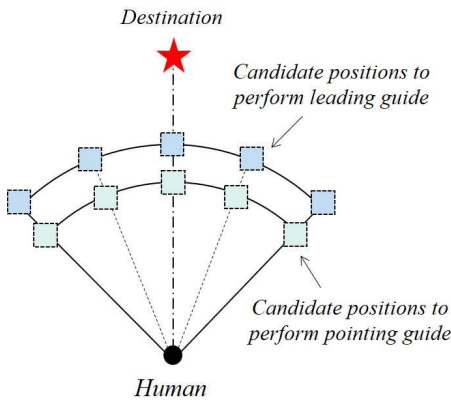 Destination
Candidate positions to
perform leading guide
Candidate positions to
perform pointing guide
Human